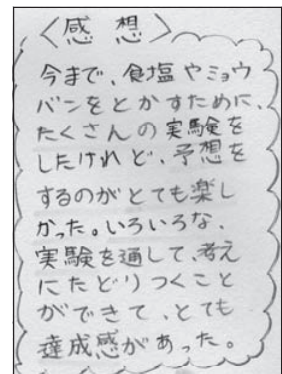 〈感想〉
今まで、食塩やミョウ
バンをとかすために、
たくさんの実験を
したけれど、予想を
するのがとても楽し
かった。いろいろな、
実験を通して、考え
にたどりつくこと
ができて、とても
達成感があった。